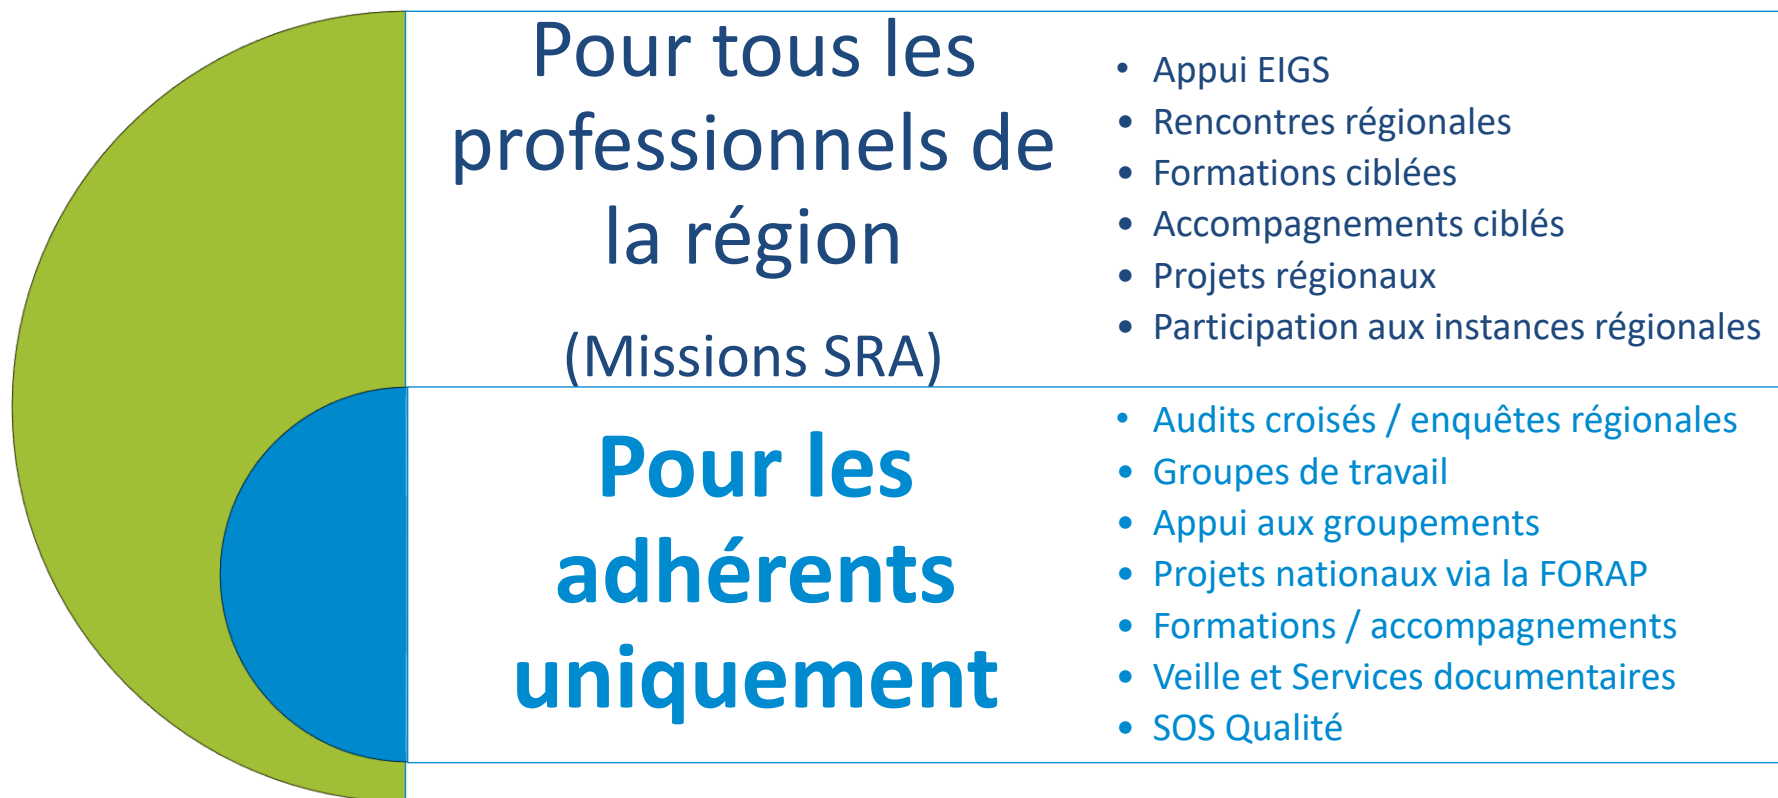 Pour tous les
professionnels de
la région
(Missions SRA)
• Appui EIGS
• Rencontres régionales
• Formations ciblées
• Accompagnements ciblés
• Projets régionaux
• Participation aux instances régionales
Pour les
adhérents
uniquement
• Audits croisés / enquêtes régionales
• Groupes de travail
• Appui aux groupements
• Projets nationaux via la FORAP
• Formations / accompagnements
• Veille et Services documentaires
• SOS Qualité